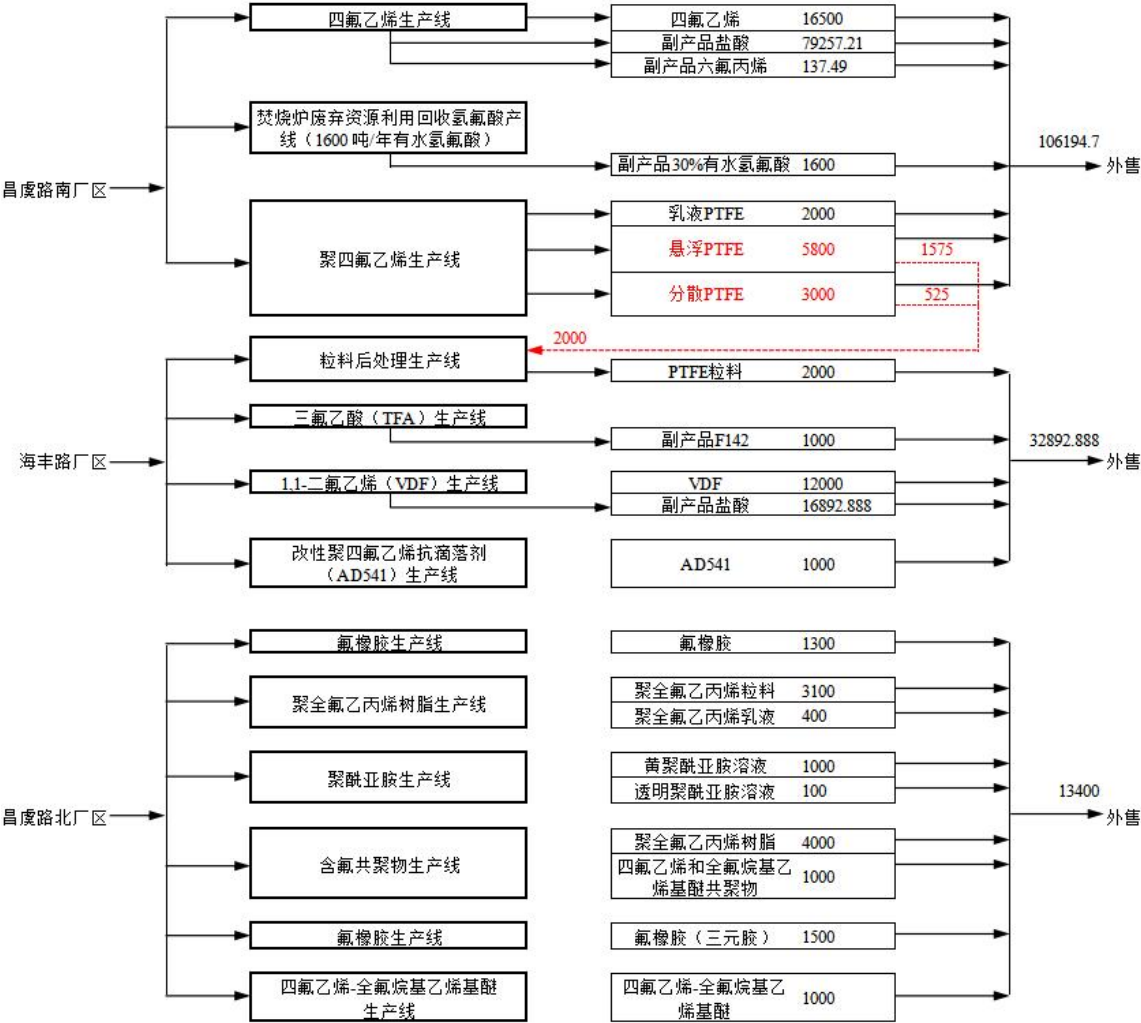 四氟乙烯生产线
四氟乙烯 16500
副产品盐酸 79257.21
副产品六氟丙烯 137.49
焚烧炉废弃资源利用回收氢氟酸产
线（1600 吨/年有水氢氟酸）
106194.7
副产品30%有水氢氟酸 1600
外售
昌虞路南厂区
乳液PTFE 2000
聚四氟乙烯生产线
悬浮PTFE 5800 1575
分散PTFE 3000 525
2000
粒料后处理生产线
PTFE粒料 2000
三氟乙酸（TFA）生产线
副产品F142 1000
32892.888
海丰路厂区
外售
1,1-二氟乙烯（VDF）生产线
VDF 12000
副产品盐酸 16892.888
改性聚四氟乙烯抗滴落剂
（AD541）生产线
AD541 1000
氟橡胶生产线
氟橡胶 1300
聚全氟乙丙烯树脂生产线
聚全氟乙丙烯粒料 3100
聚全氟乙丙烯乳液 400
聚酰亚胺生产线
黄聚酰亚胺溶液 1000
透明聚酰亚胺溶液 100
13400
昌虞路北厂区
外售
含氟共聚物生产线
聚全氟乙丙烯树脂 4000
四氟乙烯和全氟烷基乙
烯基醚共聚物 1000
氟橡胶生产线
氟橡胶（三元胶） 1500
四氟乙烯-全氟烷基乙烯基醚
生产线
四氟乙烯-全氟烷基乙
烯基醚 1000